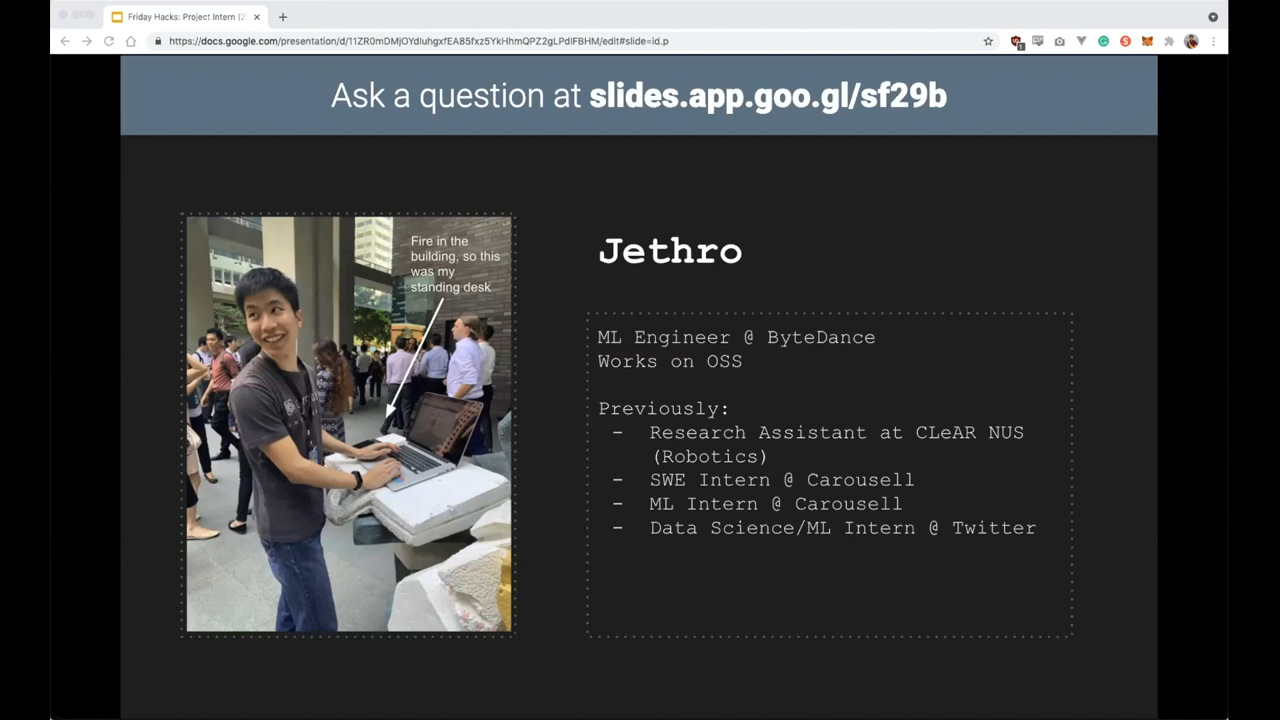 Friday Hacks: Project Intern (2
https://docs.google.com/presentation/d/11ZR0mDMjOYdIuhgxfEA85fxz5YkHhmQPZ2gLPdiFBHM/edit#slide=id.p
Ask a question at slides.app.goo.gl/sf29b
Fire in the
building, so this
was my
standing desk
Jethro
ML Engineer @ ByteDance
Works on OSS
Previously:
- Research Assistant at CLeAR NUS
(Robotics)
- SWE Intern @ Carousell
- ML Intern @ Carousell
- Data Science/ML Intern @ Twitter